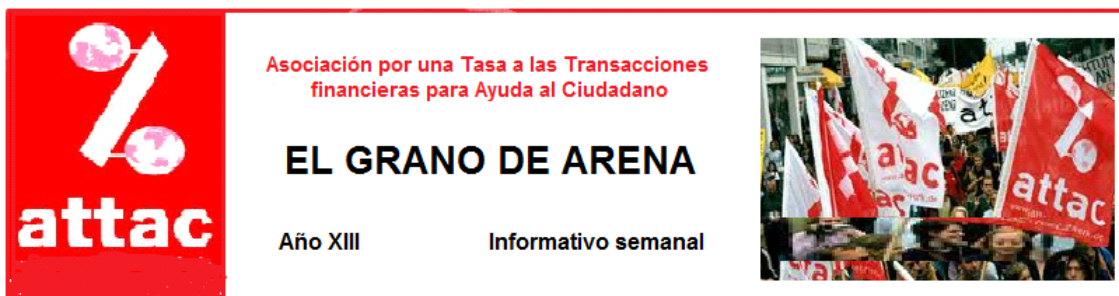 attac
Asociación por una Tasa a las Transacciones
financieras para Ayuda al Ciudadano
EL GRANO DE ARENA
Año XIII Informativo semanal
attac
attac